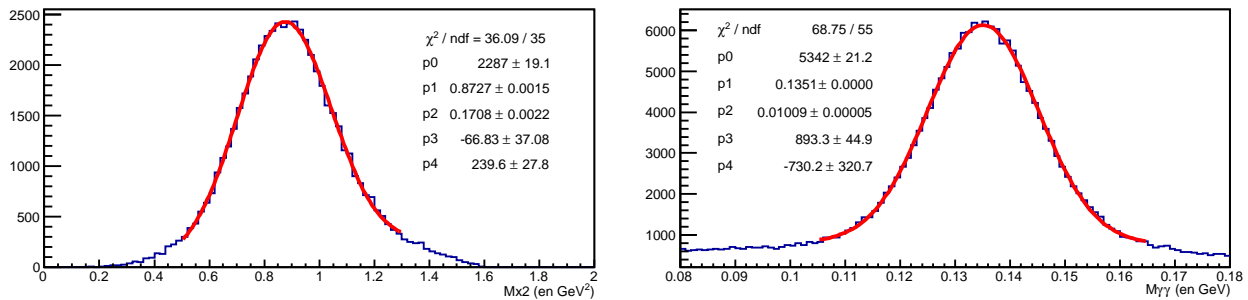 2500
2000
1500
1000
500
0
χ² / ndf = 36.09 / 35
p0 2287 ± 19.1
p1 0.8727 ± 0.0015
p2 0.1708 ± 0.0022
p3 -66.83 ± 37.08
p4 239.6 ± 27.8
0 0.2 0.4 0.6 0.8 1 1.2 1.4 1.6 1.8 2
Mx2 (en GeV²)
6000
5000
4000
3000
2000
1000
0
χ² / ndf 68.75 / 55
p0 5342 ± 21.2
p1 0.1351 ± 0.0000
p2 0.01009 ± 0.00005
p3 893.3 ± 44.9
p4 -730.2 ± 320.7
0.08 0.09 0.1 0.11 0.12 0.13 0.14 0.15 0.16 0.17 0.18
Mγγ (en GeV)